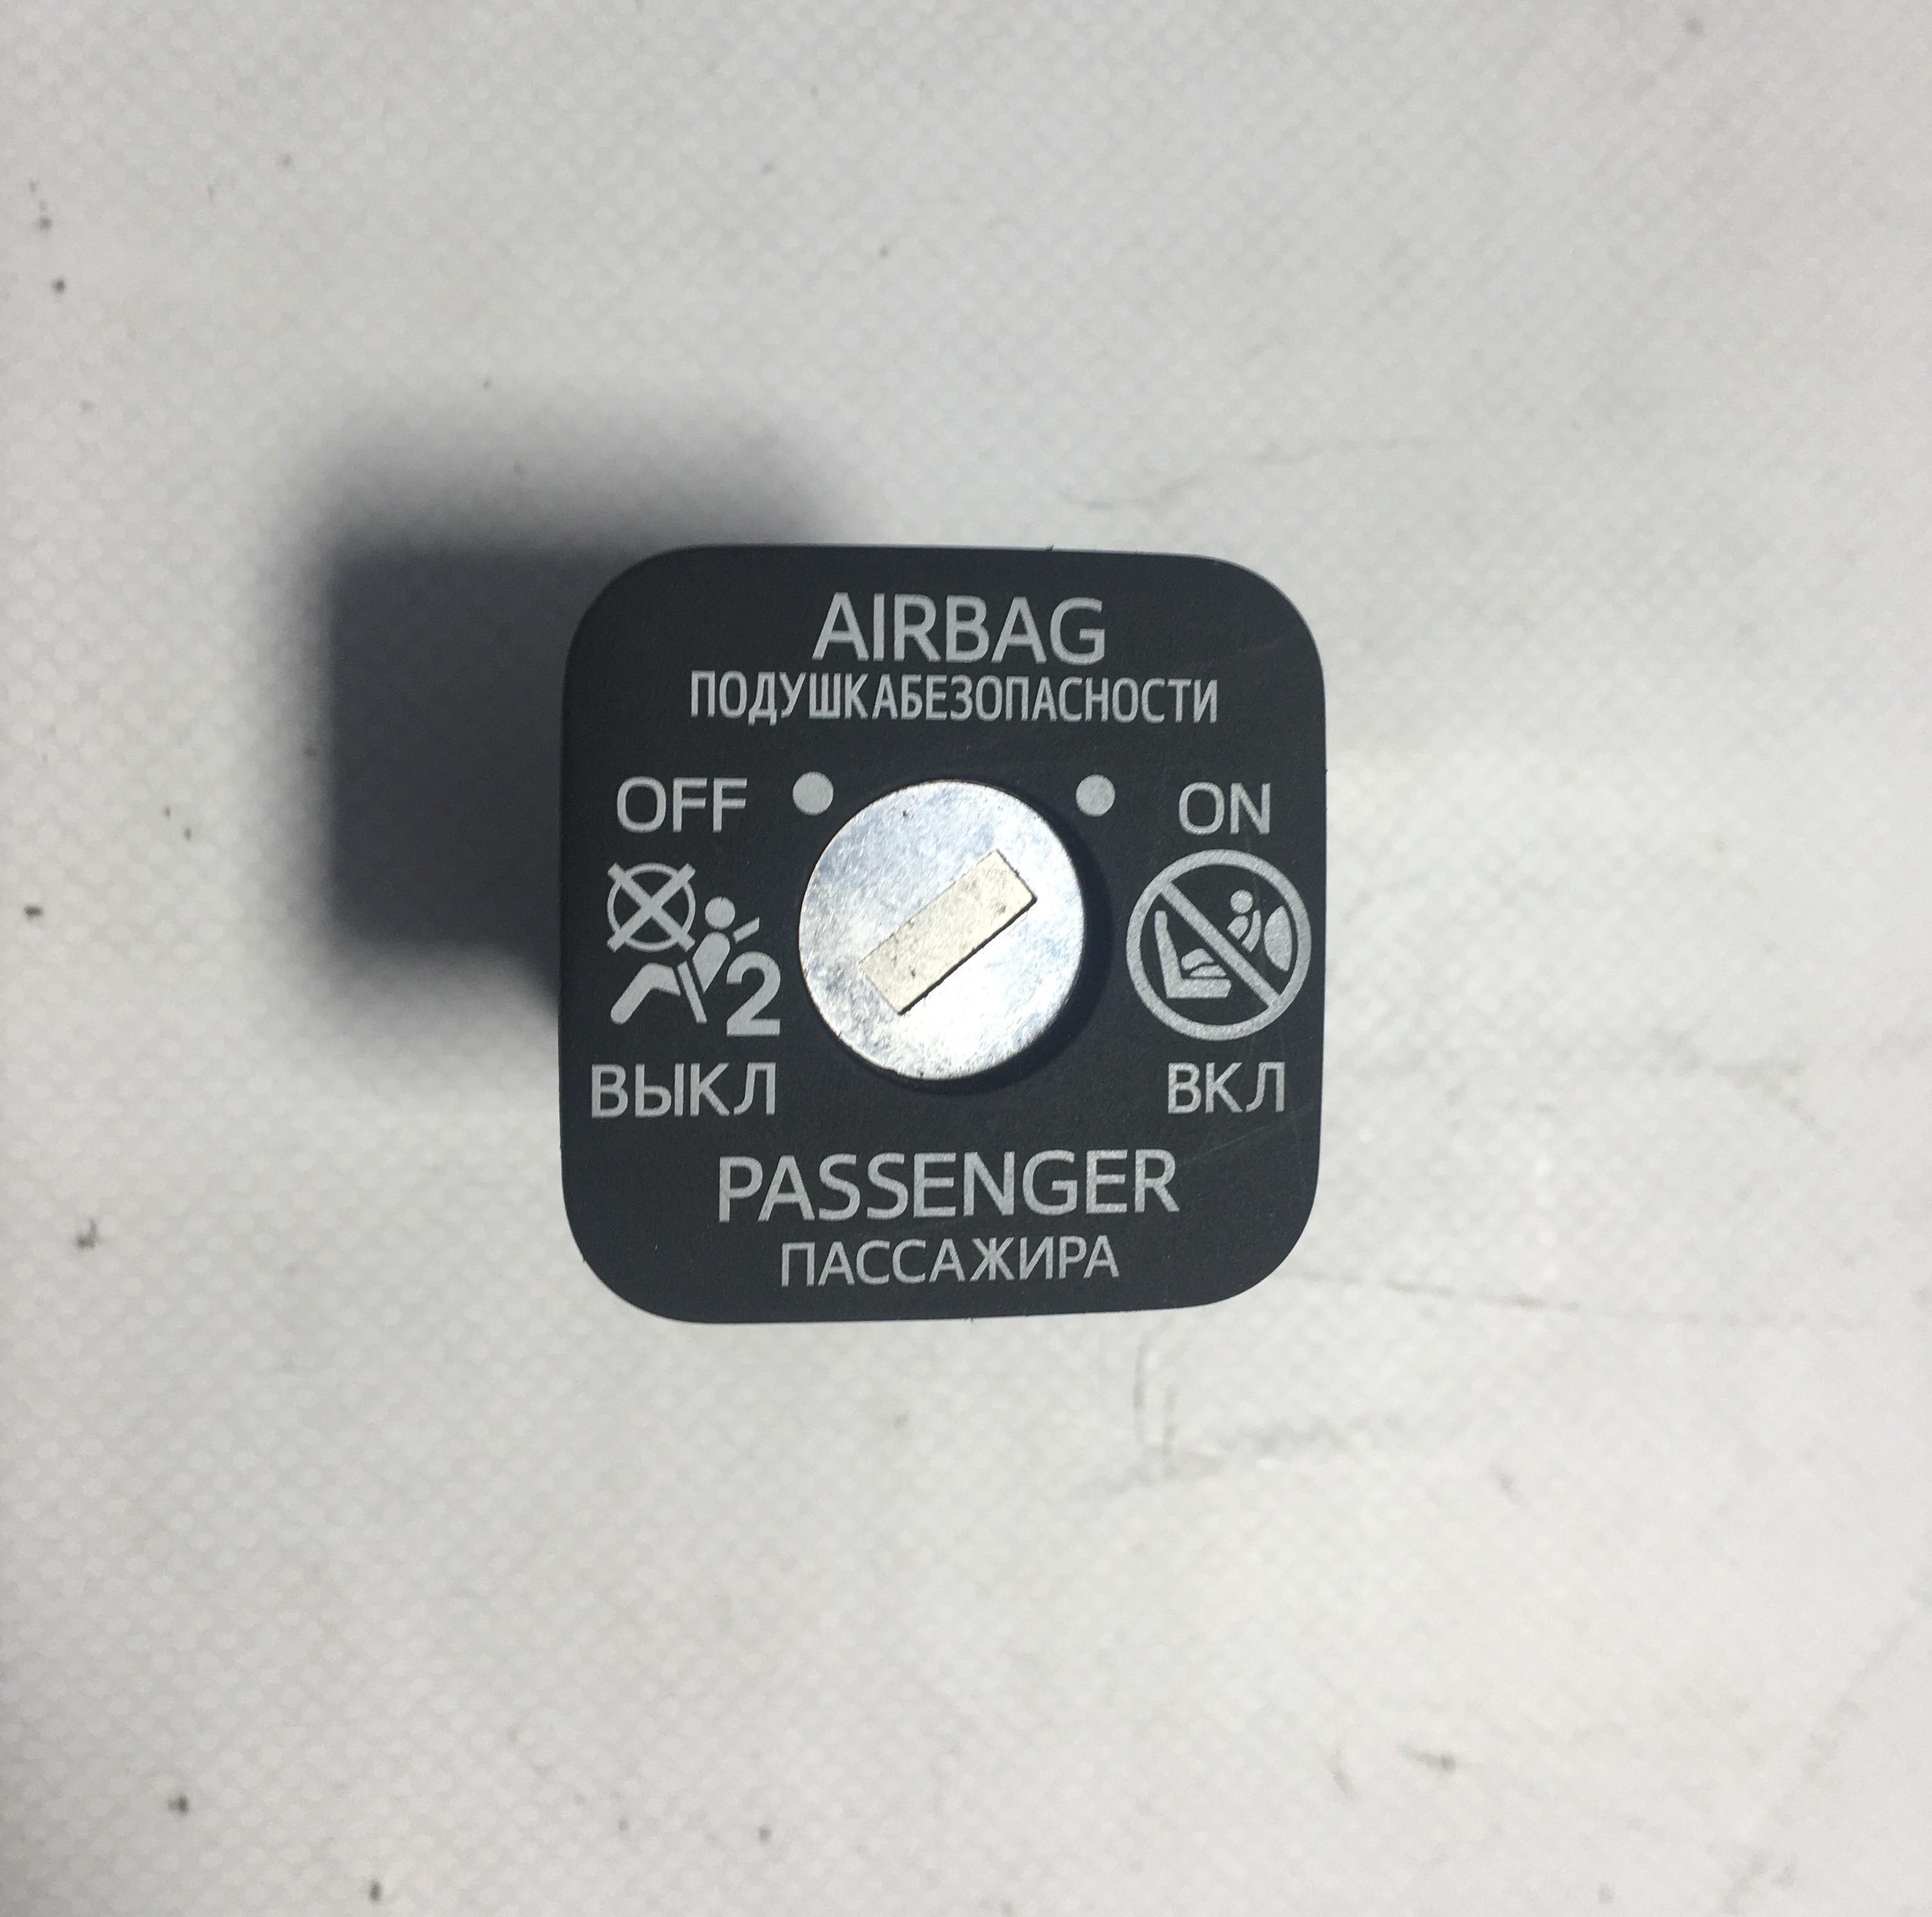 AIRBAG
ПОДУШКАБЕЗОПАСНОСТИ
OFF
ON
2
ВЫКЛ
ВКЛ
PASSENGER
ПАССАЖИРА